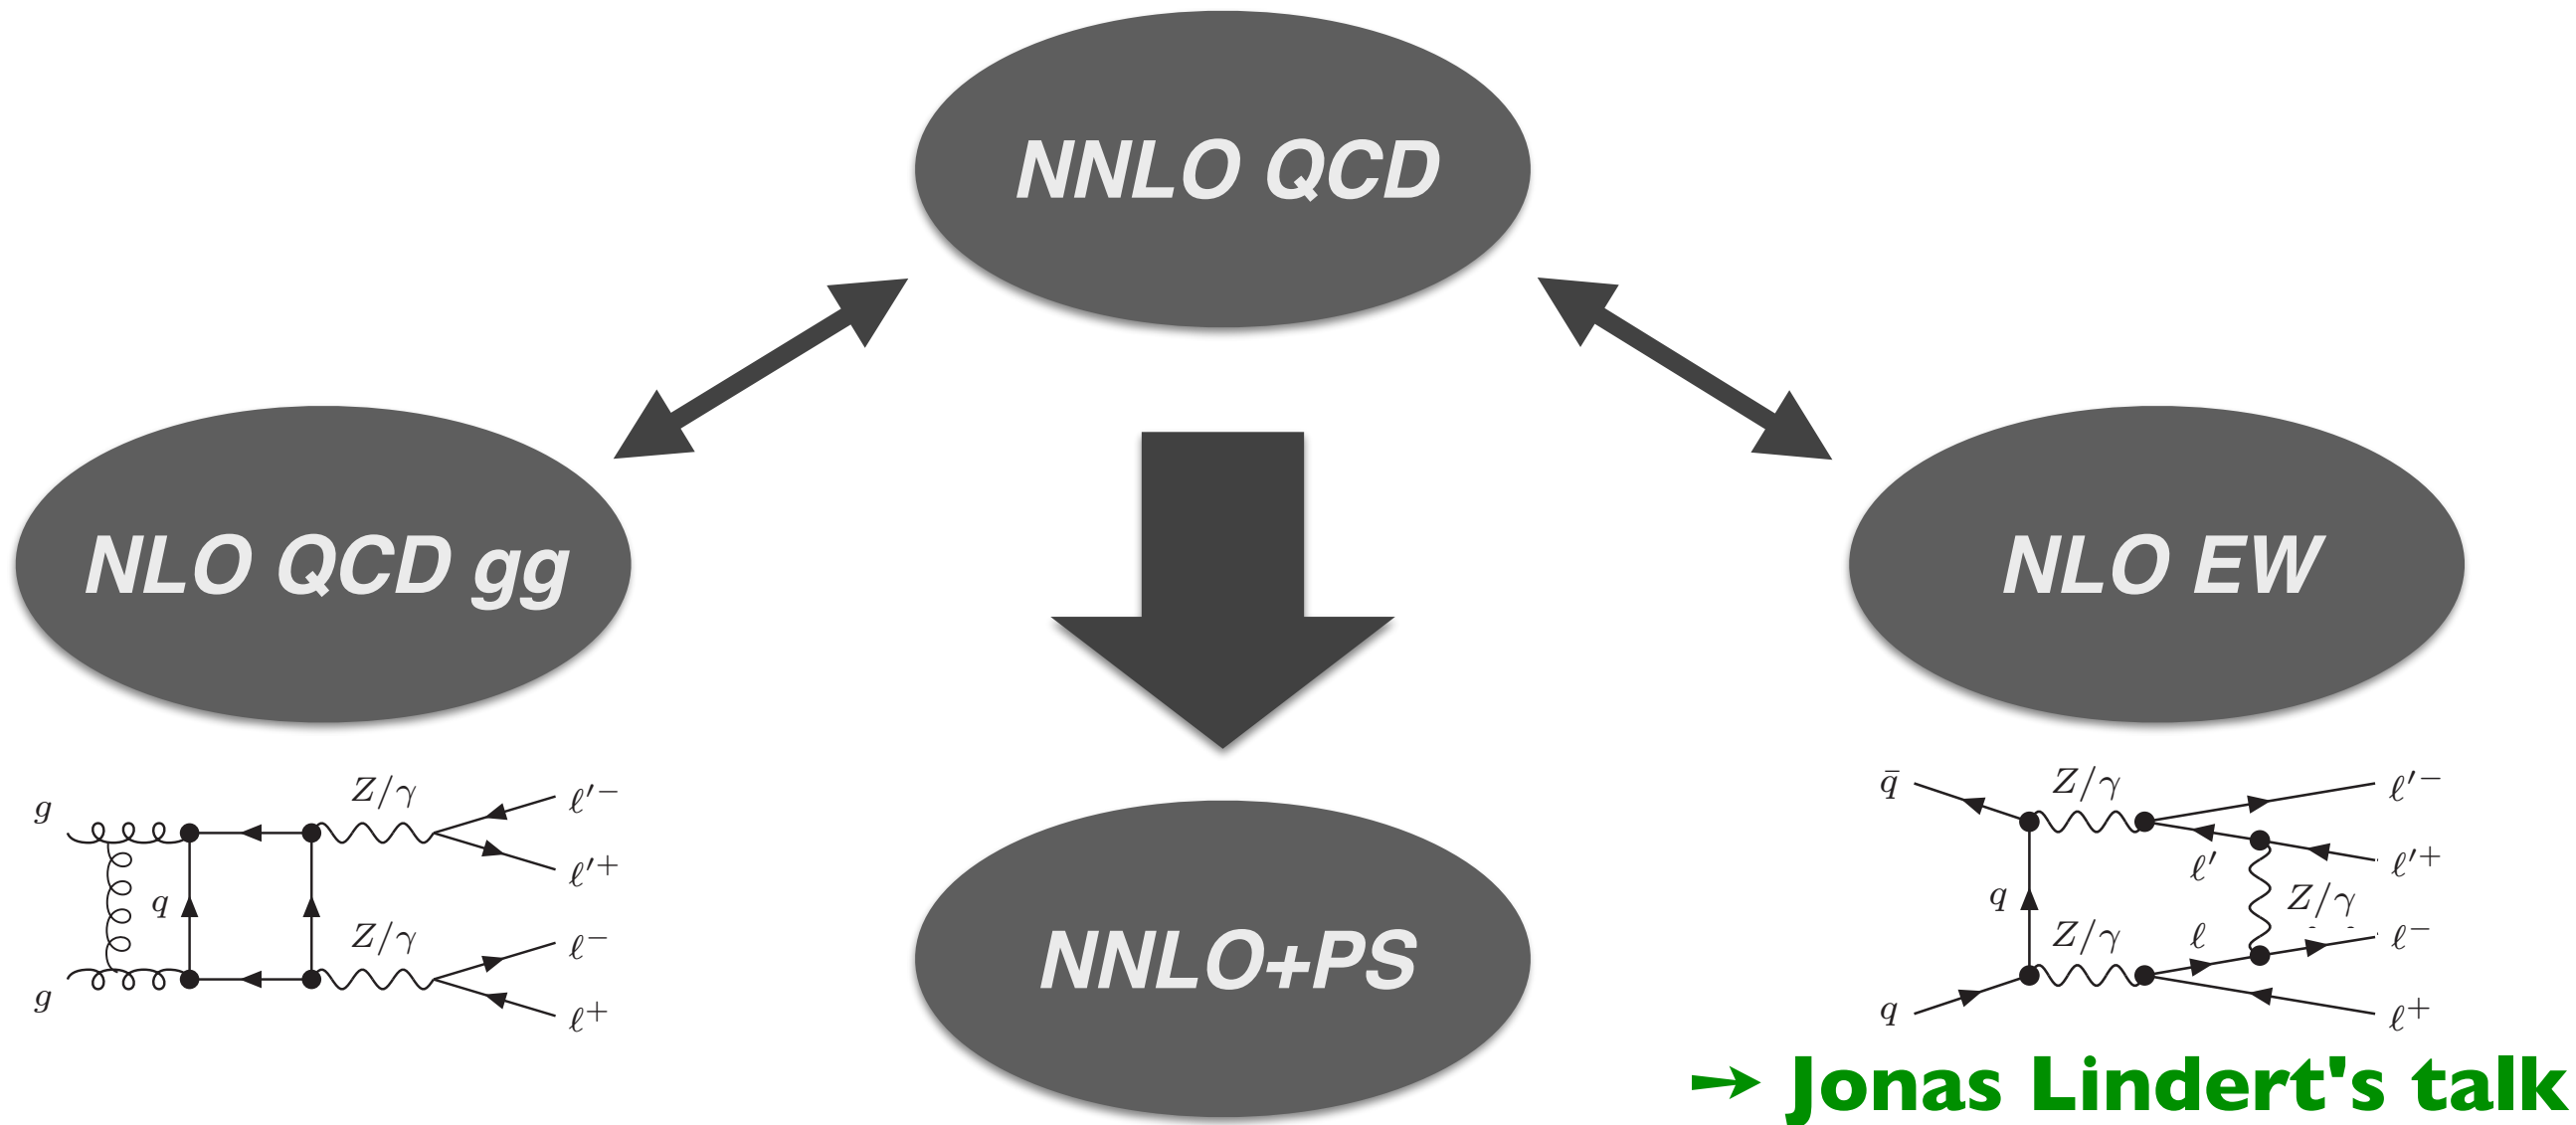 NNLO QCD
NLO QCD gg
NLO EW
NNLO+PS
g
Z/γ
ℓ′−
ℓ′+
q
Z/γ
ℓ−
g
ℓ+
q̄
Z/γ
ℓ′−
ℓ′
ℓ′+
q
Z/γ
Z/γ
ℓ
ℓ−
q
ℓ+
→ Jonas Lindert's talk